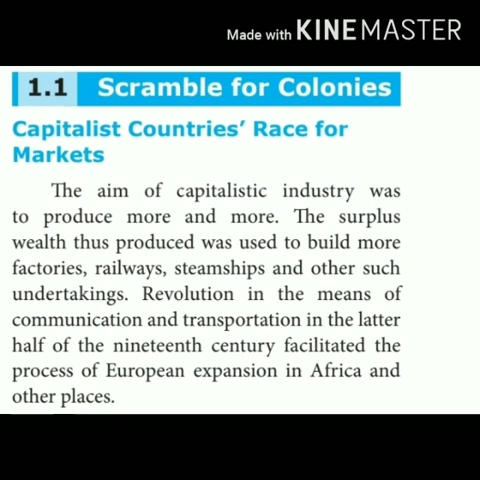 Made with KINEMASTER
1.1 Scramble for Colonies
Capitalist Countries' Race for
Markets
The aim of capitalistic industry was
to produce more and more. The surplus
wealth thus produced was used to build more
factories, railways, steamships and other such
undertakings. Revolution in the means of
communication and transportation in the latter
half of the nineteenth century facilitated the
process of European expansion in Africa and
other places.